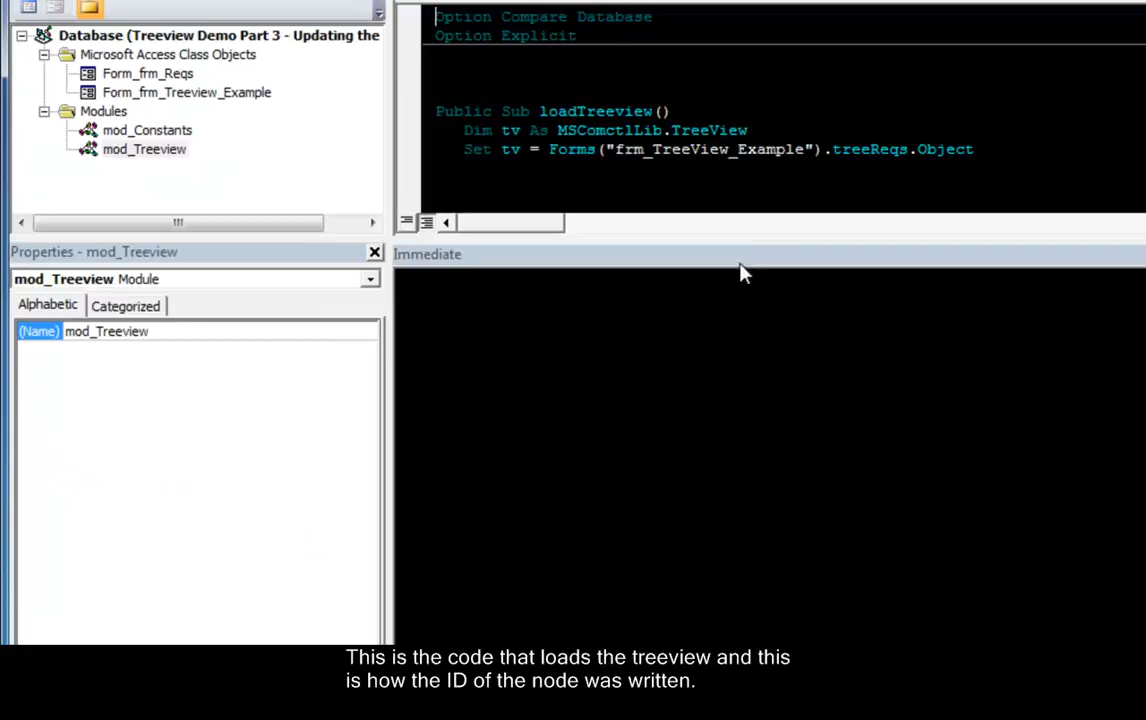 Database (Treeview Demo Part 3 - Updating the
Microsoft Access Class Objects
Form_frm_Reqs
Form_frm_Treeview_Example
Modules
mod_Constants
mod_Treeview
Properties - mod_Treeview
mod_Treeview Module
Alphabetic Categorized
(Name) mod_Treeview
Option Compare Database
Option Explicit
Public Sub loadTreeview()
Dim tv As MSComctlLib.TreeView
Set tv = Forms("frm_TreeView_Example").treeReqs.Object
Immediate
This is the code that loads the treeview and this
is how the ID of the node was written.